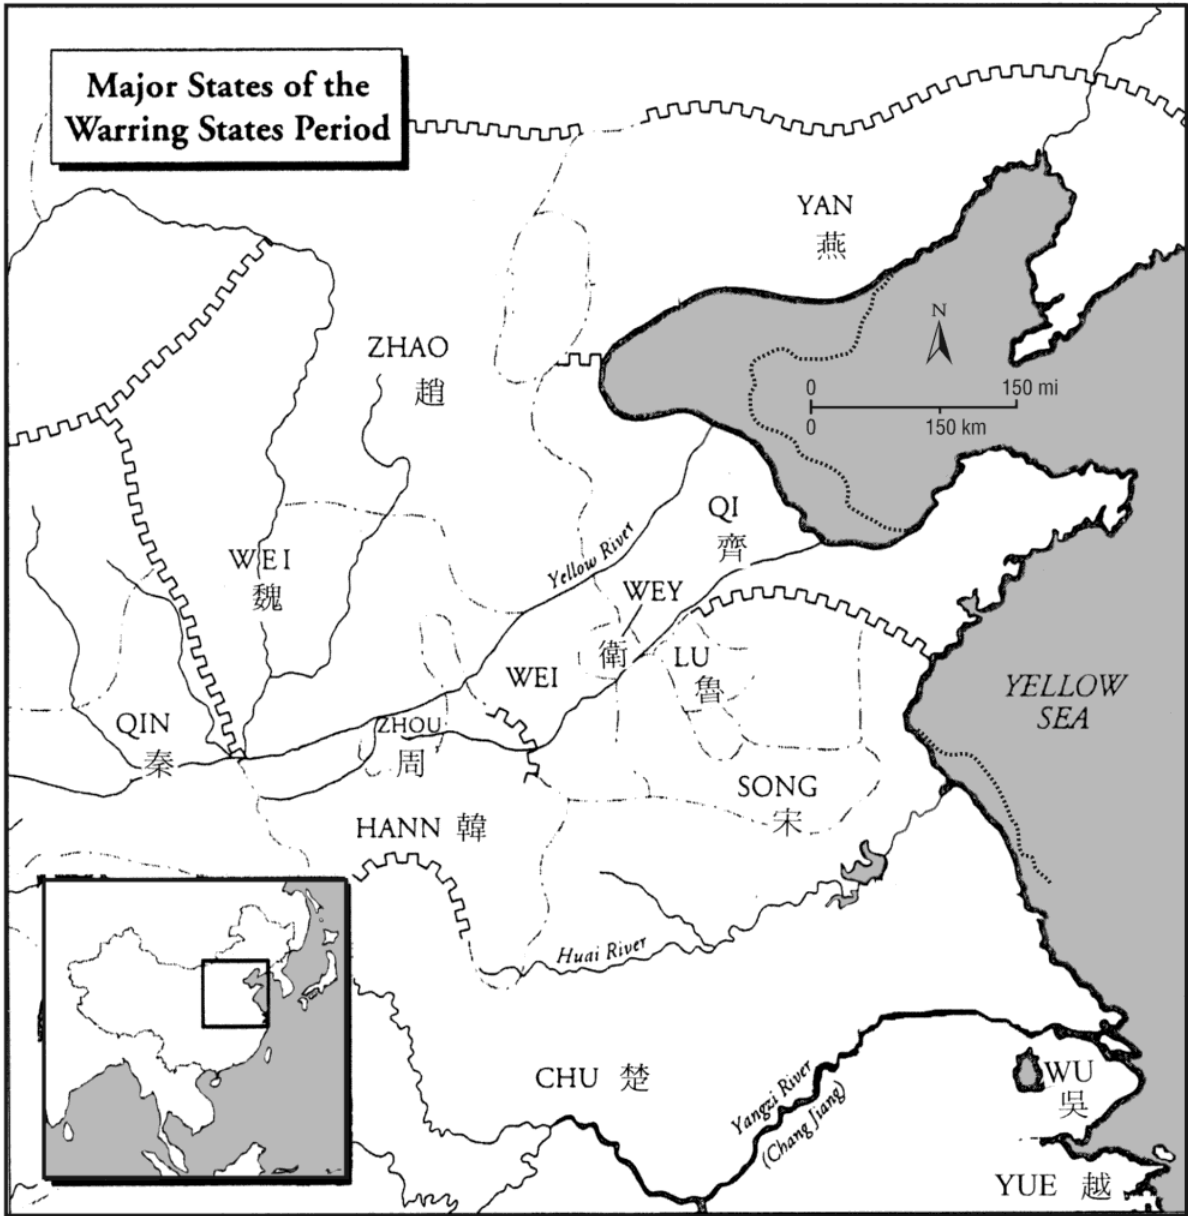 Major States of the
Warring States Period
YAN
燕
ZHAO
趙
N
0
150 mi
0
150 km
QI
齊
Yellow River
WEI
魏
WEY
衛
LU
魯
WEI
YELLOW
SEA
QIN
秦
ZHOU
周
SONG
宋
HANN 韓
Huai River
CHU 楚
Yangzi River
(Chang Jiang)
WU
吳
YUE 越